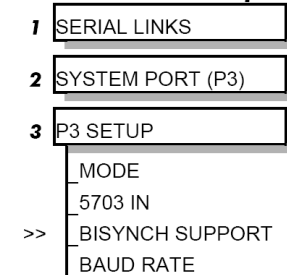 1 SERIAL LINKS
2 SYSTEM PORT (P3)
3 P3 SETUP
MODE
5703 IN
>> BISYNCH SUPPORT
BAUD RATE